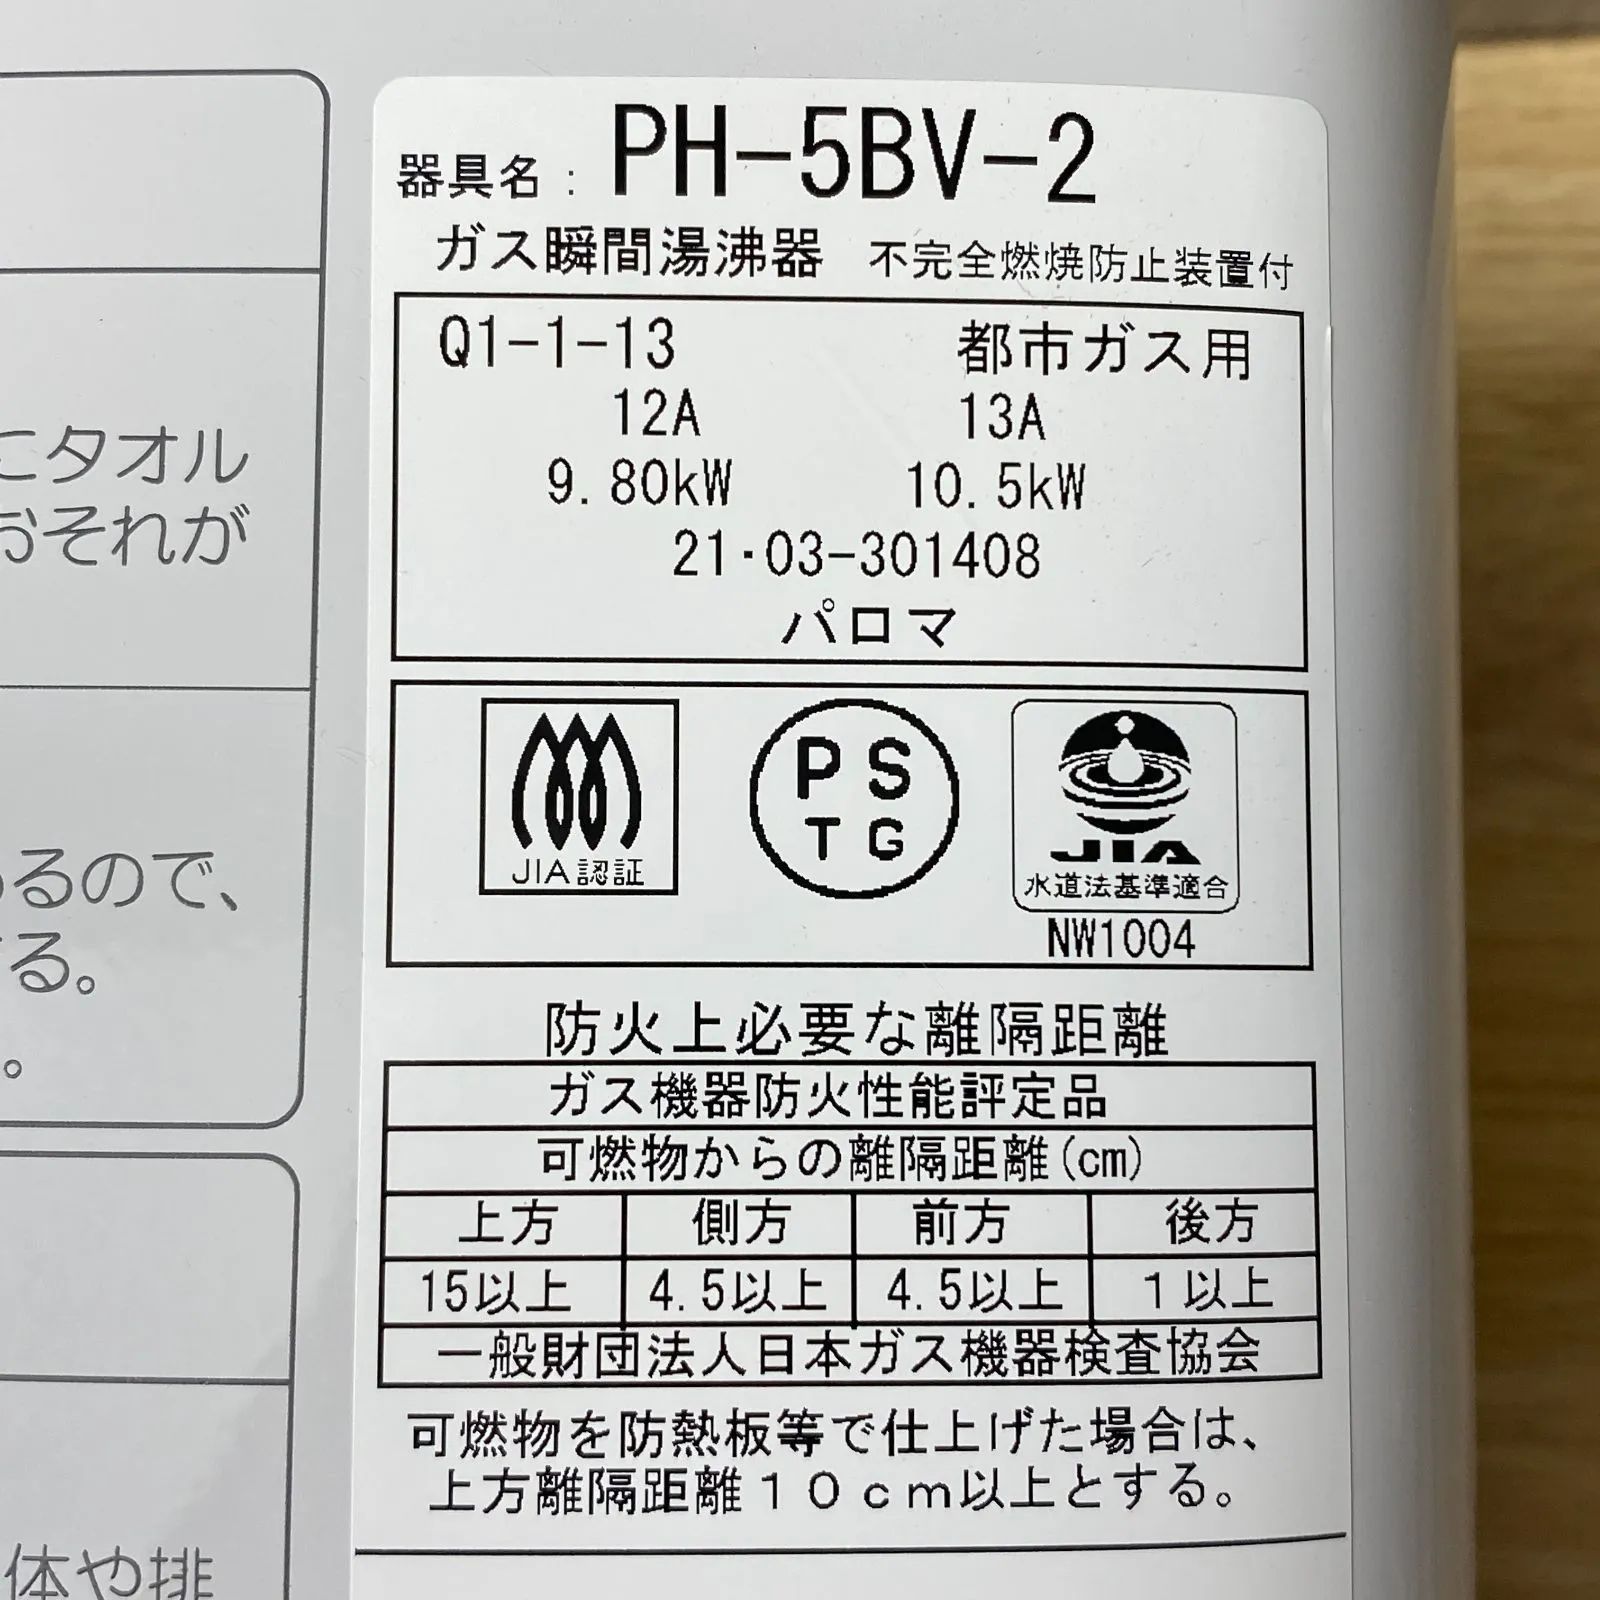 器具名：PH-5BV-2
ガス瞬間湯沸器 不完全燃焼防止装置付
Q1-1-13 都市ガス用
12A 13A
9.80kW 10.5kW
21・03-301408
パロマ
JIA認証
PS
TG
JIA
水道法基準適合
NW1004
防火上必要な離隔距離
ガス機器防火性能評定品
可燃物からの離隔距離(cm)
上方 側方 前方 後方
15以上 4.5以上 4.5以上 1以上
一般財団法人日本ガス機器検査協会
可燃物を防熱板等で仕上げた場合は、
上方離隔距離１０ｃｍ以上とする。
にタオル
おそれが
るので、
る。
。
体や排